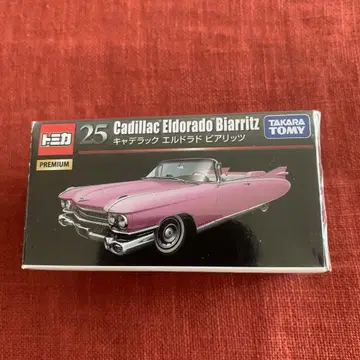 トミカ
PREMIUM
25
Cadillac Eldorado Biarritz
キャデラック エルドラド ビアリッツ
TAKARA
TOMY